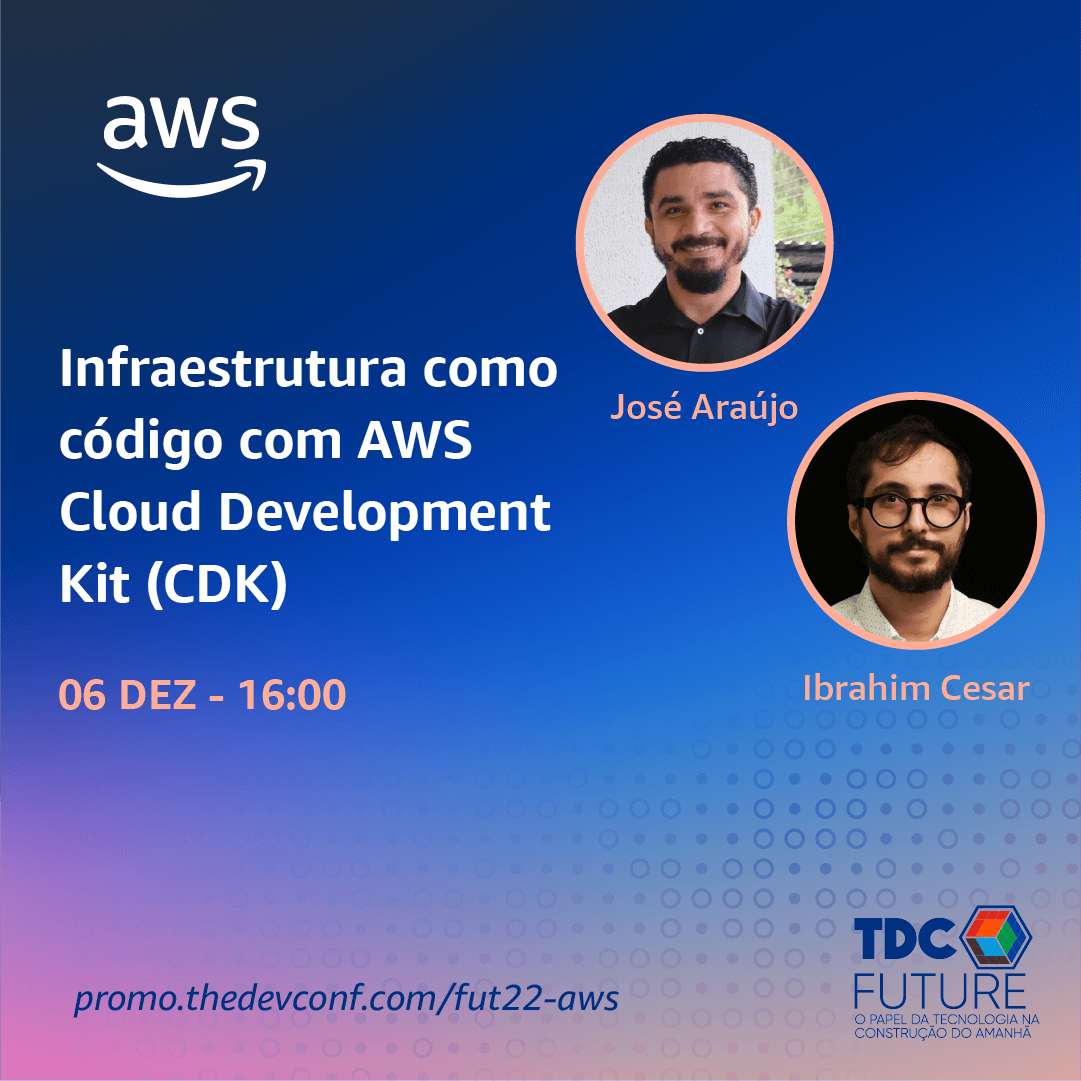 aws
José Araújo
Infraestrutura como
código com AWS
Cloud Development
Kit (CDK)
Ibrahim Cesar
06 DEZ - 16:00
promo.thedevconf.com/fut22-aws
TDC
FUTURE
O PAPEL DA TECNOLOGIA NA
CONSTRUÇÃO DO AMANHÃ